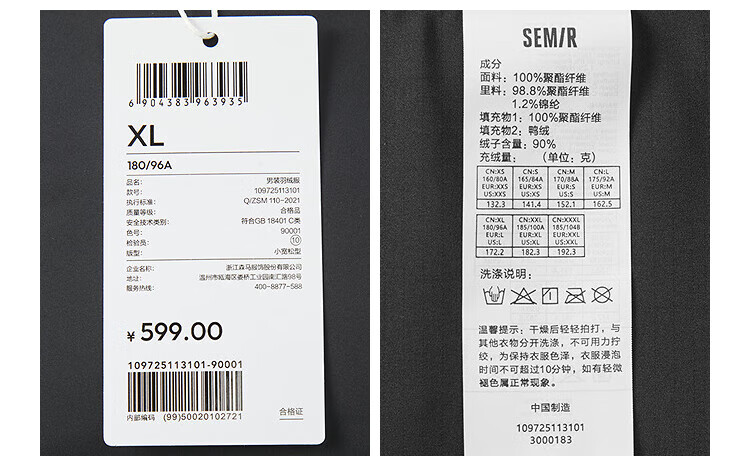 6 904383 963935
XL
180/96A
品名: 男装羽绒服
款号: 109725113101
执行标准: Q/ZSM 110-2021
质量等级: 合格品
安全技术类别: 符合GB 18401 C类
色号: 90001
检验员: 10
版型: 小宽松型
企业名称: 浙江森马服饰股份有限公司
地址: 温州市瓯海区娄桥工业园南汇路98号
服务热线: 400-8877-588
¥ 599.00
109725113101-90001
内部编码 (99)50020102721
合格证
SEMIR
成分
面料: 100%聚酯纤维
里料: 98.8%聚酯纤维
1.2%锦纶
填充物1: 100%聚酯纤维
填充物2: 鸭绒
绒子含量: 90%
充绒量: (单位: 克)
CN:XS CN:S CN:M CN:L
160/80A 165/84A 170/88A 175/92A
EUR:XXS EUR:XS EUR:S EUR:M
US:XXS US:XS US:S US:M
132.3 141.4 152.1 162.5
CN:XL CN:XXL CN:XXXL
180/96A 185/100A 185/104B
EUR:L EUR:XL EUR:XXL
US:L US:XL US:XXL
172.2 182.3 192.3
洗涤说明:
温馨提示: 干燥后轻轻拍打, 与
其他衣物分开洗涤, 不可用力拧
绞, 为保持衣服色泽, 衣服浸泡
时间不可超过10分钟, 如有轻微
褪色属正常现象。
中国制造
109725113101
3000183